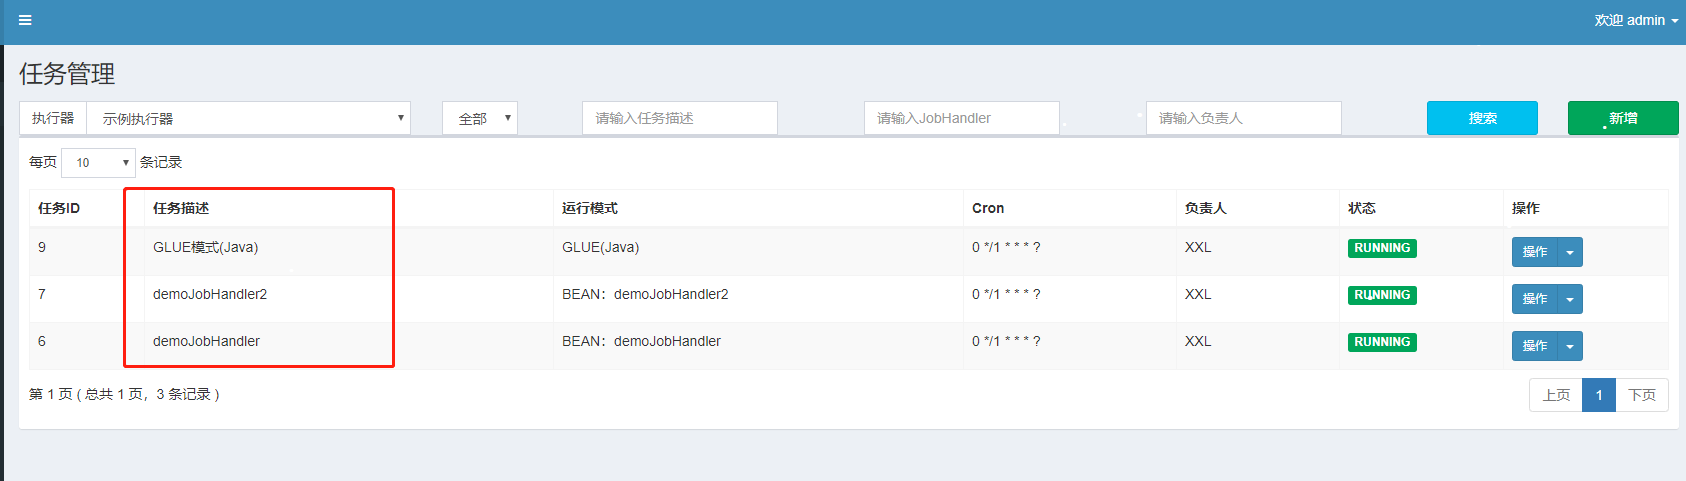 欢迎 admin
任务管理
执行器 示例执行器 全部 请输入任务描述 请输入JobHandler 请输入负责人 搜索 新增
每页 10 条记录
任务ID 任务描述 运行模式 Cron 负责人 状态 操作
9 GLUE模式(Java) GLUE(Java) 0 */1 * * * ? XXL RUNNING 操作
7 demoJobHandler2 BEAN：demoJobHandler2 0 */1 * * * ? XXL RUNNING 操作
6 demoJobHandler BEAN：demoJobHandler 0 */1 * * * ? XXL RUNNING 操作
第 1 页 ( 总共 1 页，3 条记录 ) 上页 1 下页